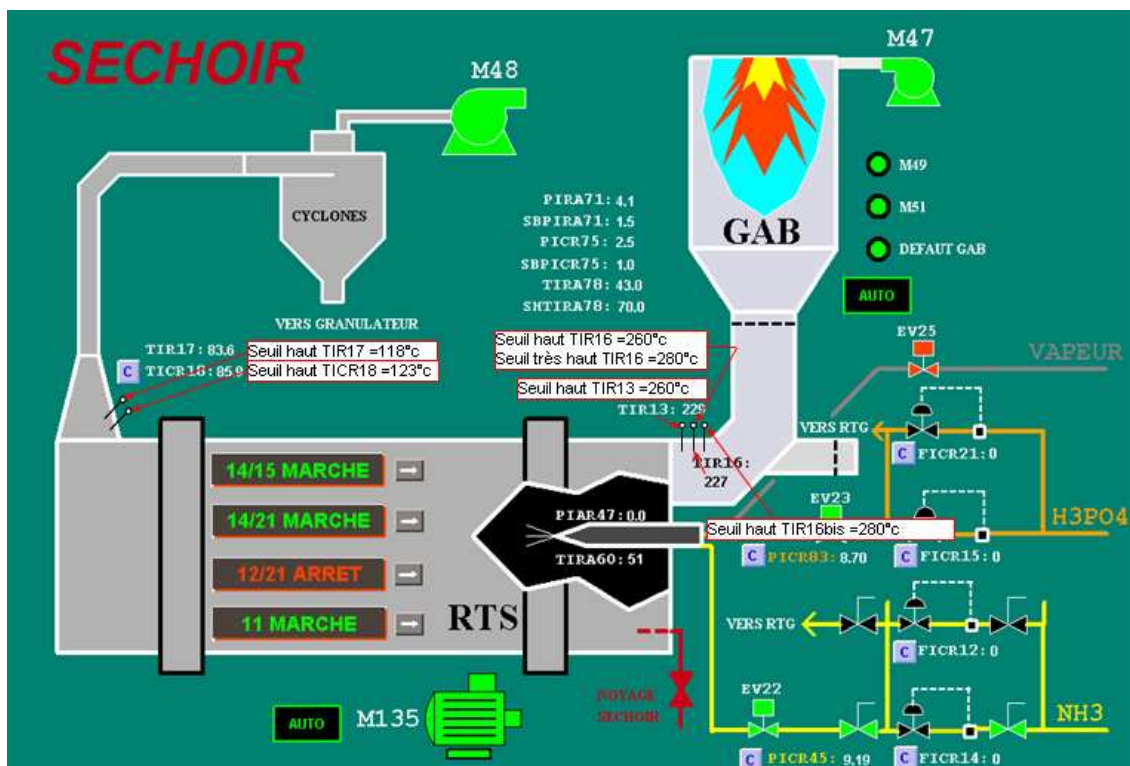 SECHOIR
M48
M47
M49
M51
DEFAUT GAB
AUTO
CYCLONES
GAB
PIRA71: 4.1
SBPIRA71: 1.5
PICR75: 2.5
SBPICR75: 1.0
TIRA78: 43.0
SHTIRA78: 70.0
VERS GRANULATEUR
TIR17: 83.6
Seuil haut TIR17 =118°c
C TICR18: 85.9
Seuil haut TICR18 =123°c
Seuil haut TIR16 =260°c
Seuil très haut TIR16 =280°c
Seuil haut TIR13 =260°c
TIR13: 229
TIR16:
227
EV25
VAPEUR
VERS RTG
C FICR21: 0
EV23
H3PO4
Seuil haut TIR16bis =280°c
C PICR83: 8.70
C FICR15: 0
14/15 MARCHE
14/21 MARCHE
12/21 ARRET
11 MARCHE
PIAR47: 0.0
TIRA60: 51
RTS
VERS RTG
C FICR12: 0
NOYAGE
SECHOIR
EV22
NH3
C PICR45: 9.19
C FICR14: 0
AUTO
M135